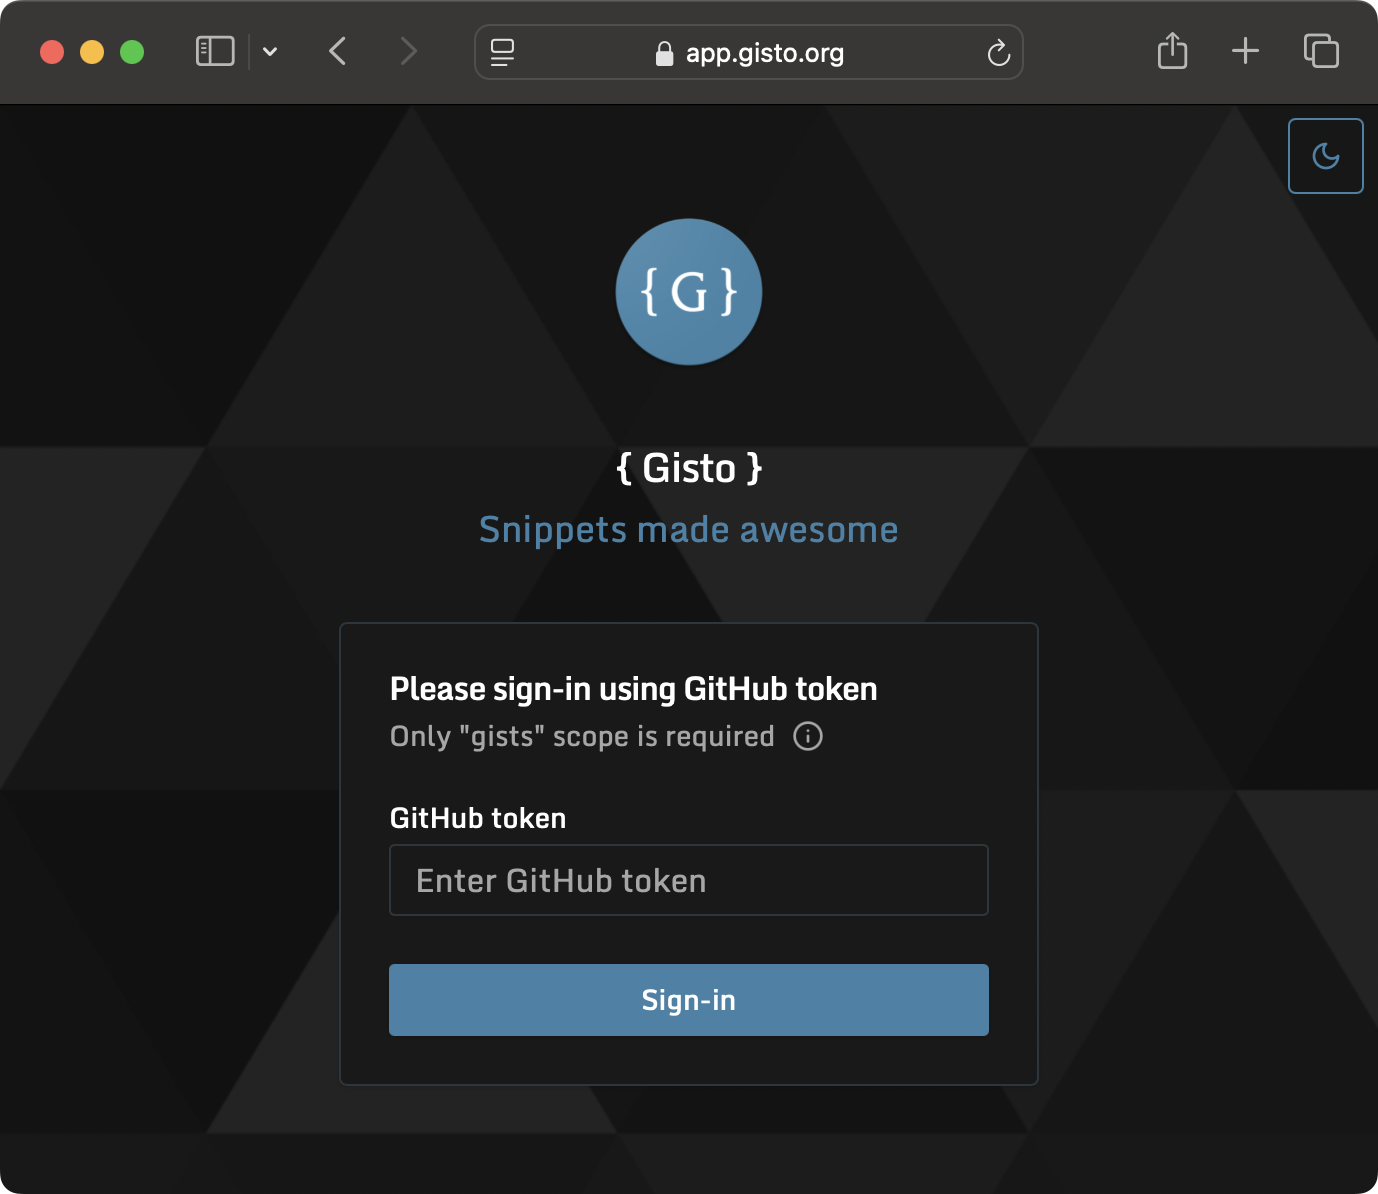 app.gisto.org
{ G }
{ Gisto }
Snippets made awesome
Please sign-in using GitHub token
Only "gists" scope is required
GitHub token
Enter GitHub token
Sign-in